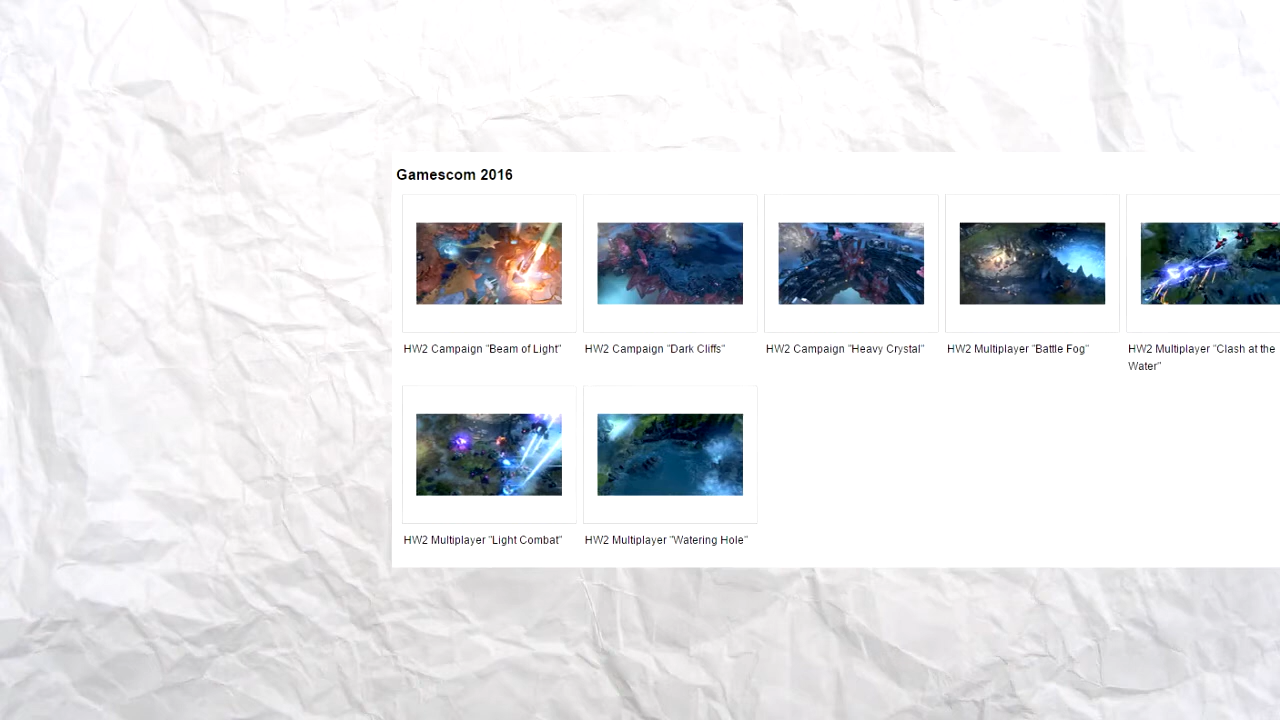 Gamescom 2016
HW2 Campaign "Beam of Light"
HW2 Campaign "Dark Cliffs"
HW2 Campaign "Heavy Crystal"
HW2 Multiplayer "Battle Fog"
HW2 Multiplayer "Clash at the
Water"
HW2 Multiplayer "Light Combat"
HW2 Multiplayer "Watering Hole"